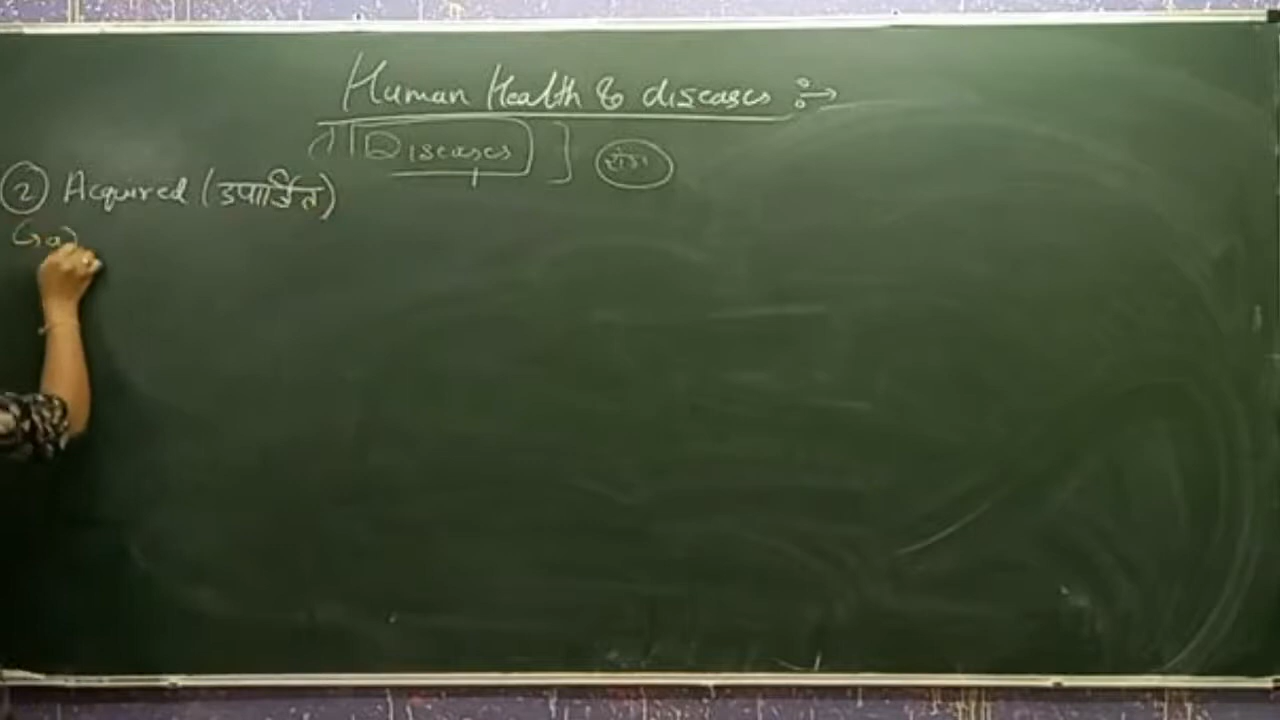 Human Health & diseases :→
Diseases ] रोग
② Acquired (उपार्जित)
↳ a)